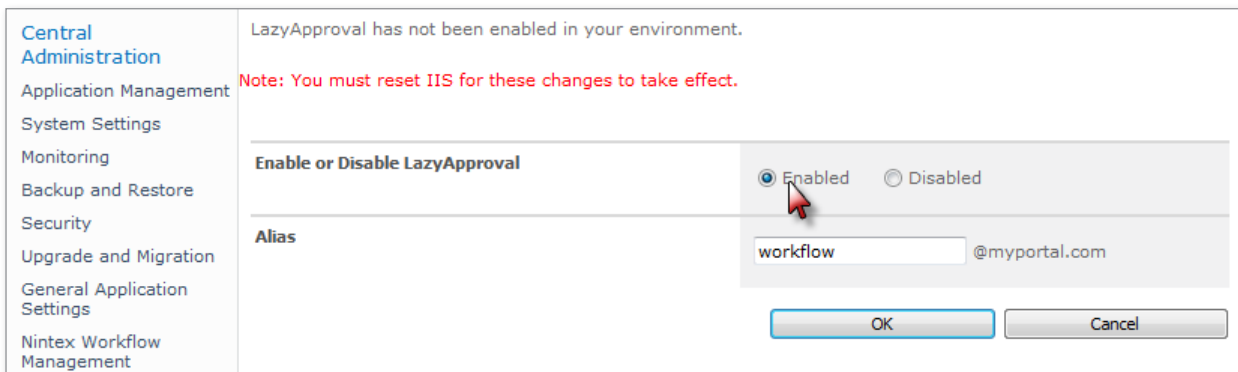 Central
Administration
Application Management
System Settings
Monitoring
Backup and Restore
Security
Upgrade and Migration
General Application
Settings
Nintex Workflow
Management
LazyApproval has not been enabled in your environment.
Note: You must reset IIS for these changes to take effect.
Enable or Disable LazyApproval
Enabled Disabled
Alias
workflow @myportal.com
OK Cancel